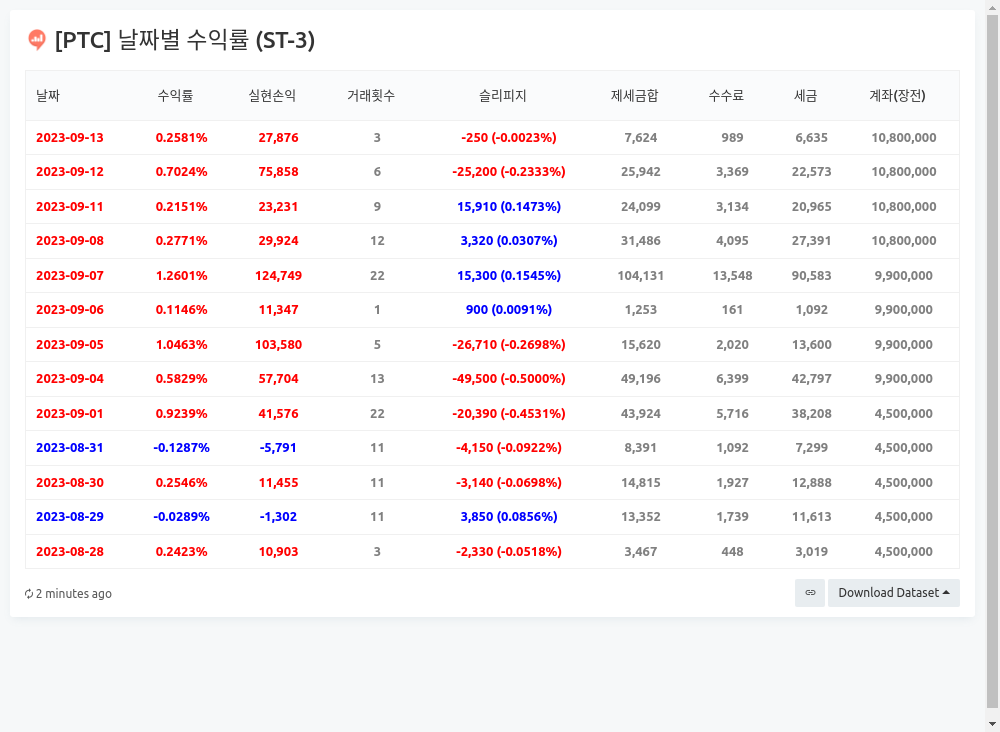 [PTC] 날짜별 수익률 (ST-3)
날짜 수익률 실현손익 거래횟수 슬리피지 제세금합 수수료 세금 계좌(장전)
2023-09-13 0.2581% 27,876 3 -250 (-0.0023%) 7,624 989 6,635 10,800,000
2023-09-12 0.7024% 75,858 6 -25,200 (-0.2333%) 25,942 3,369 22,573 10,800,000
2023-09-11 0.2151% 23,231 9 15,910 (0.1473%) 24,099 3,134 20,965 10,800,000
2023-09-08 0.2771% 29,924 12 3,320 (0.0307%) 31,486 4,095 27,391 10,800,000
2023-09-07 1.2601% 124,749 22 15,300 (0.1545%) 104,131 13,548 90,583 9,900,000
2023-09-06 0.1146% 11,347 1 900 (0.0091%) 1,253 161 1,092 9,900,000
2023-09-05 1.0463% 103,580 5 -26,710 (-0.2698%) 15,620 2,020 13,600 9,900,000
2023-09-04 0.5829% 57,704 13 -49,500 (-0.5000%) 49,196 6,399 42,797 9,900,000
2023-09-01 0.9239% 41,576 22 -20,390 (-0.4531%) 43,924 5,716 38,208 4,500,000
2023-08-31 -0.1287% -5,791 11 -4,150 (-0.0922%) 8,391 1,092 7,299 4,500,000
2023-08-30 0.2546% 11,455 11 -3,140 (-0.0698%) 14,815 1,927 12,888 4,500,000
2023-08-29 -0.0289% -1,302 11 3,850 (0.0856%) 13,352 1,739 11,613 4,500,000
2023-08-28 0.2423% 10,903 3 -2,330 (-0.0518%) 3,467 448 3,019 4,500,000
2 minutes ago Download Dataset